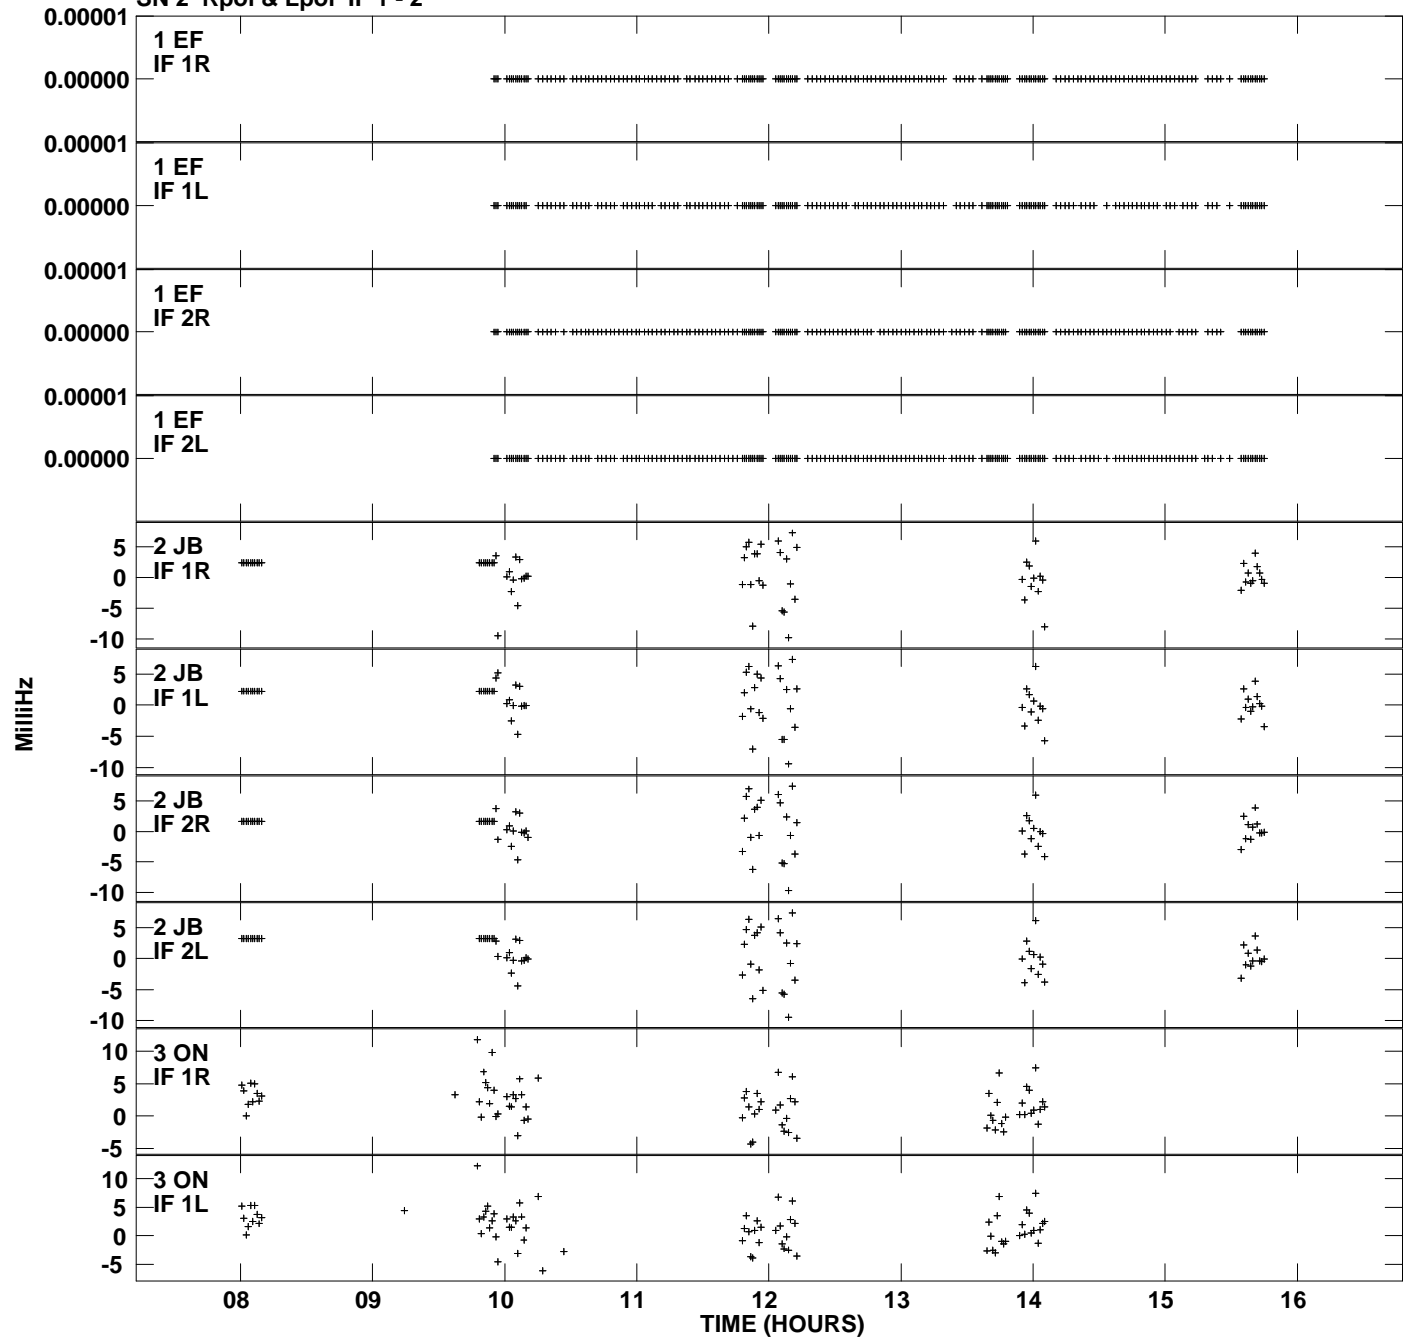 SN 2 Rpol & Lpol IF 1 - 2
0.00001
1 EF
IF 1R
0.00000
0.00001
1 EF
IF 1L
0.00000
0.00001
1 EF
IF 2R
0.00000
0.00001
1 EF
IF 2L
0.00000
2 JB
IF 1R
5
0
-5
-10
2 JB
IF 1L
5
0
-5
-10
2 JB
IF 2R
5
0
-5
-10
2 JB
IF 2L
5
0
-5
-10
3 ON
IF 1R
10
5
0
-5
3 ON
IF 1L
10
5
0
-5
MilliHz
08 09 10 11 12 13 14 15 16
TIME (HOURS)